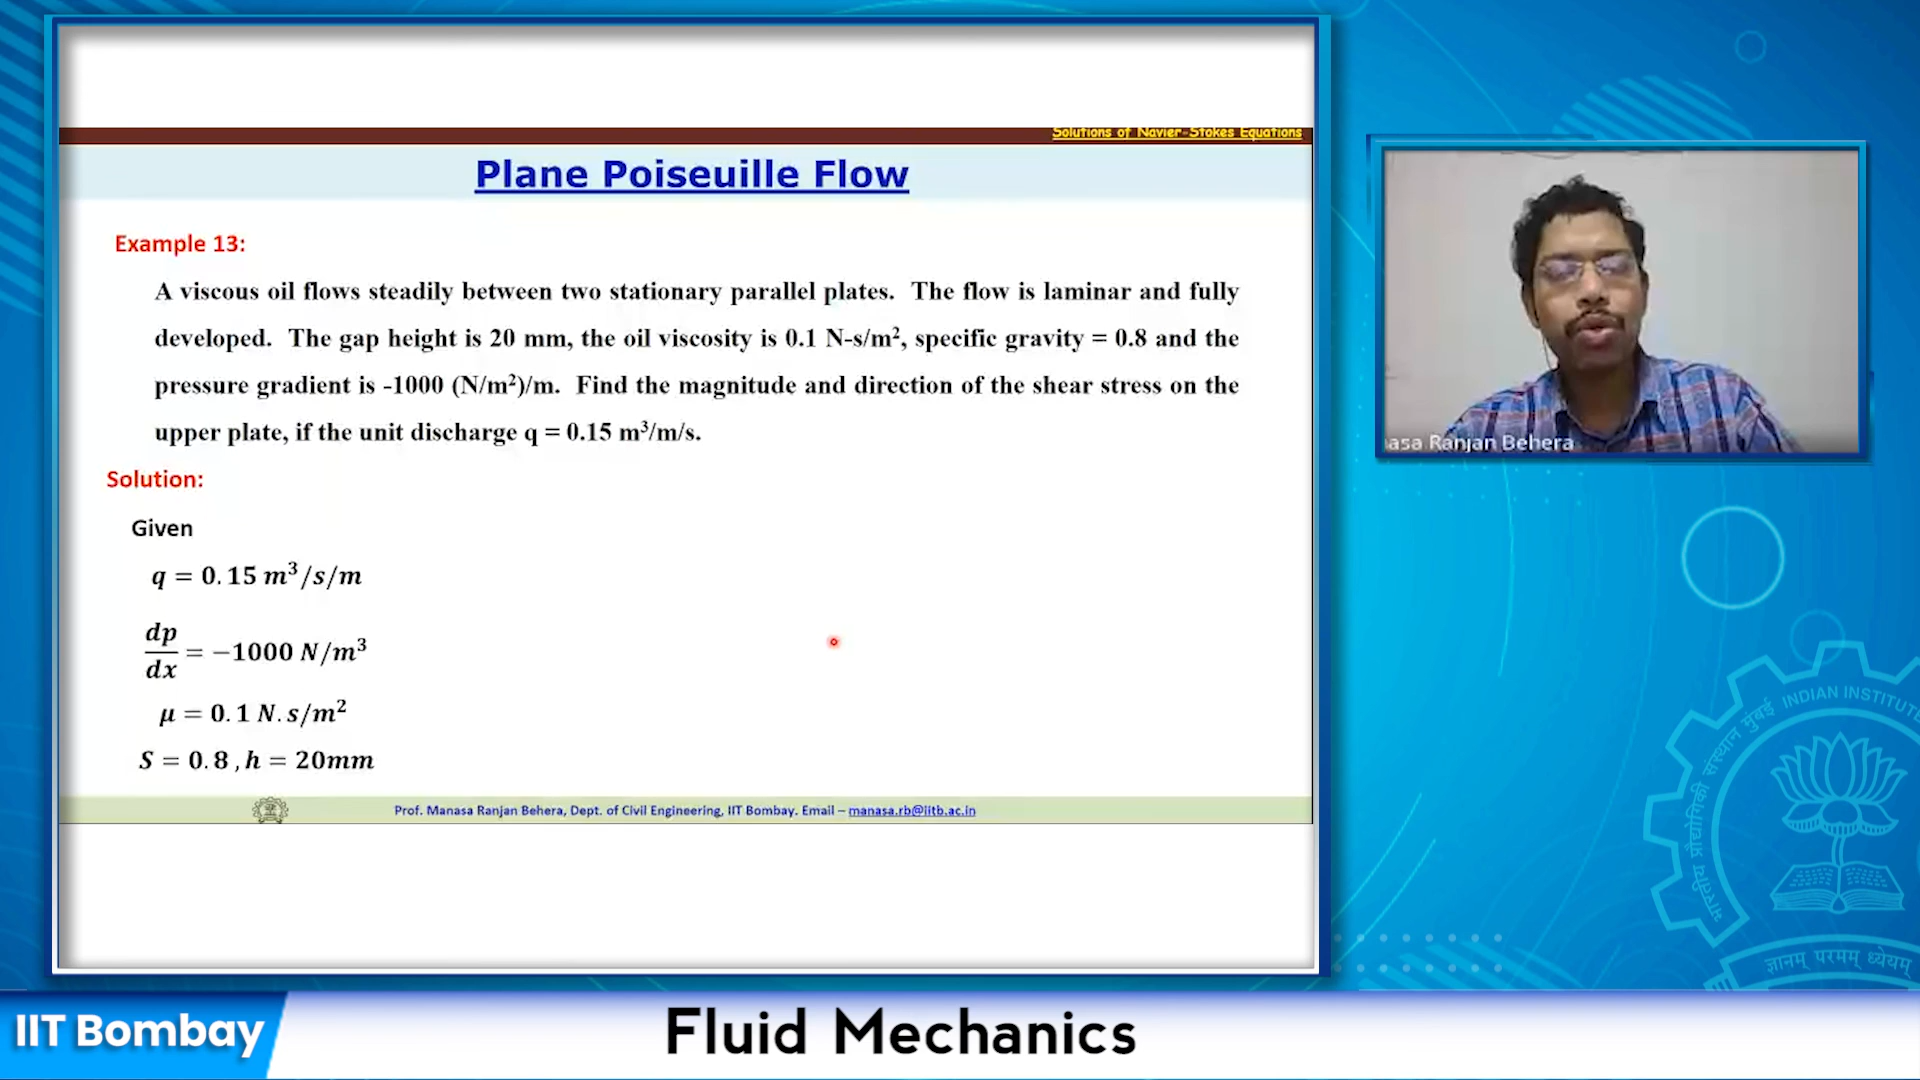 Solutions of Navier-Stokes Equations
Plane Poiseuille Flow
Example 13:
A viscous oil flows steadily between two stationary parallel plates. The flow is laminar and fully
developed. The gap height is 20 mm, the oil viscosity is 0.1 N-s/m², specific gravity = 0.8 and the
pressure gradient is -1000 (N/m²)/m. Find the magnitude and direction of the shear stress on the
upper plate, if the unit discharge q = 0.15 m³/m/s.
Solution:
Given
q = 0.15 m³/s/m
dp/dx = −1000 N/m³
μ = 0.1 N.s/m²
S = 0.8 , h = 20mm
Prof. Manasa Ranjan Behera, Dept. of Civil Engineering, IIT Bombay. Email – manasa.rb@iitb.ac.in
asa Ranjan Behera
भारतीय प्रौद्योगिकी संस्थान मुंबई INDIAN INSTITUTE
ज्ञानम् परमम् ध्येयम्
IIT Bombay
Fluid Mechanics